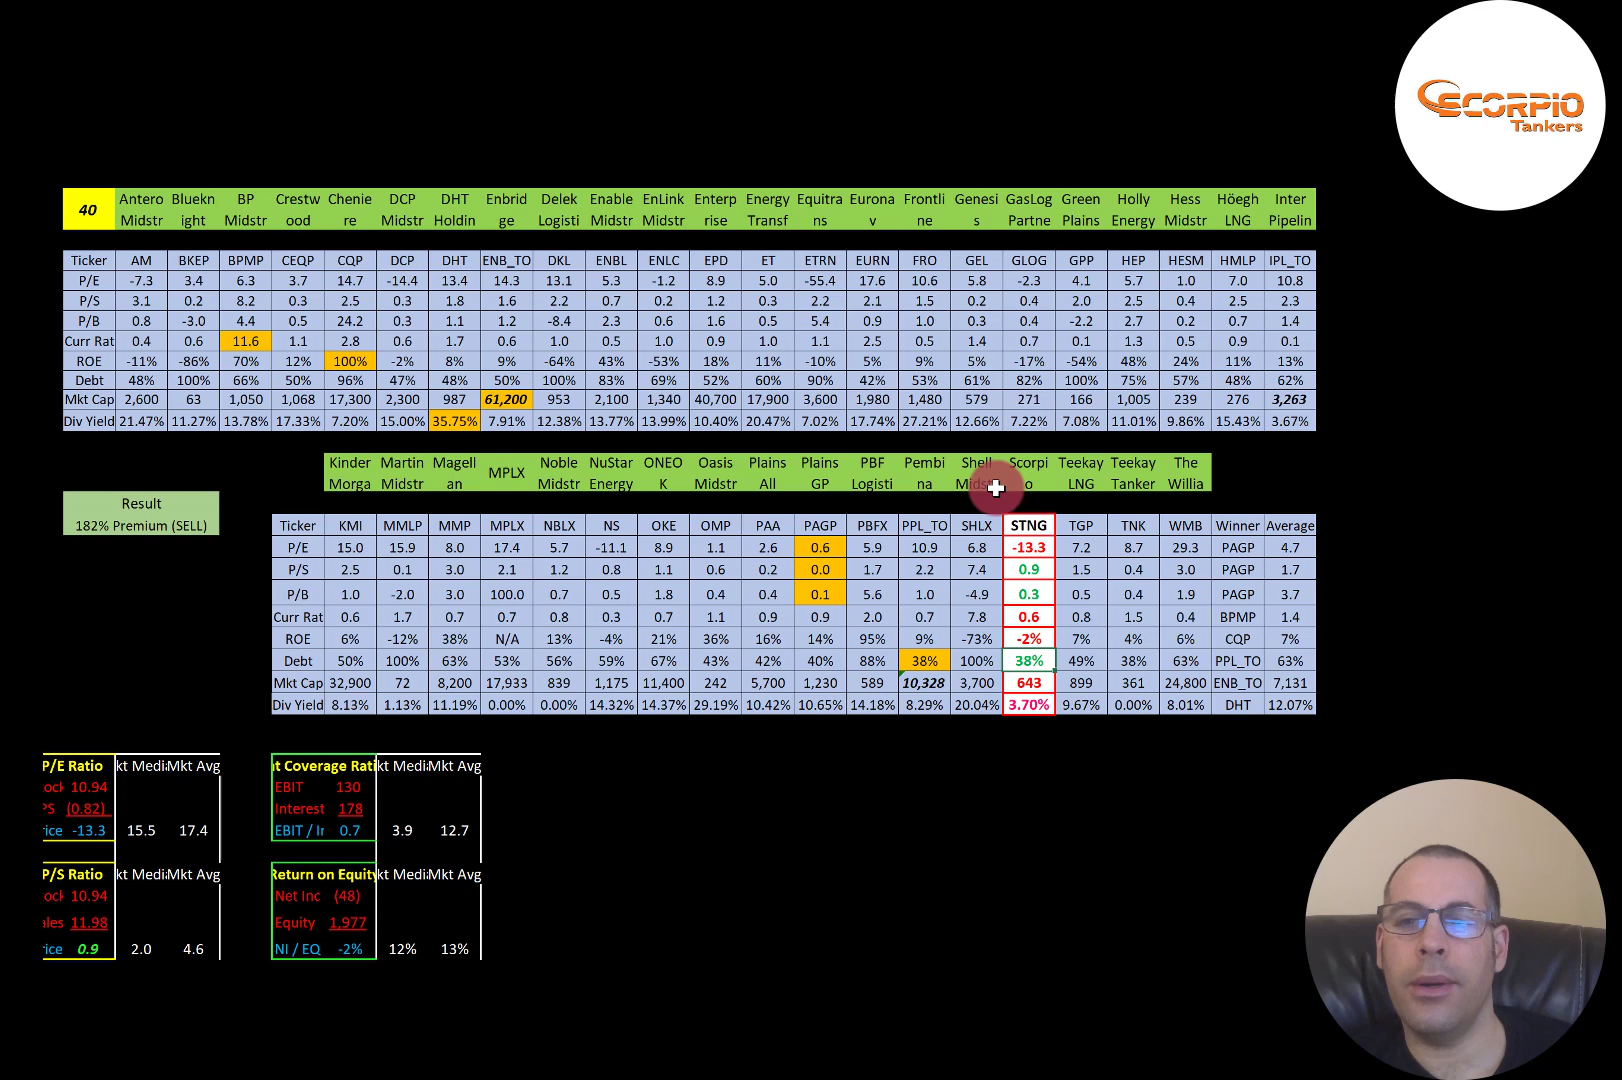 SCORPIO
Tankers
40 Antero Blueknight BP Crestwood Cheniere DCP DHT Enbridge Delek Enable EnLink Enterprise Energy Equitrans Euronav Frontline Genesis GasLog Green Holly Hess Höegh Inter
Midstr Midstr Midstr Holdin Logisti Midstr Midstr Transf Partne Plains Energy Midstr LNG Pipelin
Ticker AM BKEP BPMP CEQP CQP DCP DHT ENB_TO DKL ENBL ENLC EPD ET ETRN EURN FRO GEL GLOG GPP HEP HESM HMLP IPL_TO
P/E -7.3 3.4 6.3 3.7 14.7 -14.4 13.4 14.3 13.1 5.3 -1.2 8.9 5.0 -55.4 17.6 10.6 5.8 -2.3 4.1 5.7 1.0 7.0 10.8
P/S 3.1 0.2 8.2 0.3 2.5 0.3 1.8 1.6 2.2 0.7 0.2 1.2 0.3 2.2 2.1 1.5 0.2 0.4 2.0 2.5 0.4 2.5 2.3
P/B 0.8 -3.0 4.4 0.5 24.2 0.3 1.1 1.2 -8.4 2.3 0.6 1.6 0.5 5.4 0.9 1.0 0.3 0.4 -2.2 2.7 0.2 0.7 1.4
Curr Rat 0.4 0.6 11.6 1.1 2.8 0.6 1.7 0.6 1.0 0.5 1.0 0.9 1.0 1.1 2.5 0.5 1.4 0.7 0.1 1.3 0.5 0.9 0.1
ROE -11% -86% 70% 12% 100% -2% 8% 9% -64% 43% -53% 18% 11% -10% 5% 9% 5% -17% -54% 48% 24% 11% 13%
Debt 48% 100% 66% 50% 96% 47% 48% 50% 100% 83% 69% 52% 60% 90% 42% 53% 61% 82% 100% 75% 57% 48% 62%
Mkt Cap 2,600 63 1,050 1,068 17,300 2,300 987 61,200 953 2,100 1,340 40,700 17,900 3,600 1,980 1,480 579 271 166 1,005 239 276 3,263
Div Yield 21.47% 11.27% 13.78% 17.33% 7.20% 15.00% 35.75% 7.91% 12.38% 13.77% 13.99% 10.40% 20.47% 7.02% 17.74% 27.21% 12.66% 7.22% 7.08% 11.01% 9.86% 15.43% 3.67%
Kinder Martin Magellan MPLX Noble NuStar ONEOK Oasis Plains Plains PBF Pembina Shell Scorpio Teekay Teekay The
Morga Midstr Midstr Energy Midstr All GP Logisti LNG Tanker Willia
Result
182% Premium (SELL)
Ticker KMI MMLP MMP MPLX NBLX NS OKE OMP PAA PAGP PBFX PPL_TO SHLX STNG TGP TNK WMB Winner Average
P/E 15.0 15.9 8.0 17.4 5.7 -11.1 8.9 1.1 2.6 0.6 5.9 10.9 6.8 -13.3 7.2 8.7 29.3 PAGP 4.7
P/S 2.5 0.1 3.0 2.1 1.2 0.8 1.1 0.6 0.2 0.0 1.7 2.2 7.4 0.9 1.5 0.4 3.0 PAGP 1.7
P/B 1.0 -2.0 3.0 100.0 0.7 0.5 1.8 0.4 0.4 0.1 5.6 1.0 -4.9 0.3 0.5 0.4 1.9 PAGP 3.7
Curr Rat 0.6 1.7 0.7 0.7 0.8 0.3 0.7 1.1 0.9 0.9 2.0 0.7 7.8 0.6 0.8 1.5 0.4 BPMP 1.4
ROE 6% -12% 38% N/A 13% -4% 21% 36% 16% 14% 95% 9% -73% -2% 7% 4% 6% CQP 7%
Debt 50% 100% 63% 53% 56% 59% 67% 43% 42% 40% 88% 38% 100% 38% 49% 38% 63% PPL_TO 63%
Mkt Cap 32,900 72 8,200 17,933 839 1,175 11,400 242 5,700 1,230 589 10,328 3,700 643 899 361 24,800 ENB_TO 7,131
Div Yield 8.13% 1.13% 11.19% 0.00% 0.00% 14.32% 14.37% 29.19% 10.42% 10.65% 14.18% 8.29% 20.04% 3.70% 9.67% 0.00% 8.01% DHT 12.07%
P/E Ratio kt Medi Mkt Avg t Coverage Rati kt Medi Mkt Avg
ock 10.94 EBIT 130
PS (0.82) Interest 178
ice -13.3 15.5 17.4 EBIT / Ir 0.7 3.9 12.7
P/S Ratio kt Medi Mkt Avg Return on Equity kt Medi Mkt Avg
ock 10.94 Net Inc (48)
ales 11.98 Equity 1,977
ice 0.9 2.0 4.6 NI / EQ -2% 12% 13%